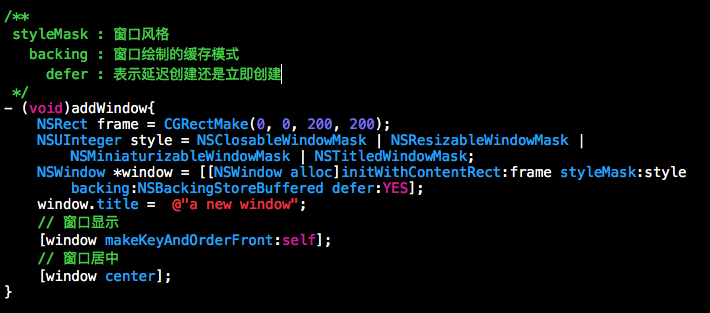 /**
 styleMask : 窗口风格
   backing : 窗口绘制的缓存模式
     defer : 表示延迟创建还是立即创建
 */
- (void)addWindow{
    NSRect frame = CGRectMake(0, 0, 200, 200);
    NSUInteger style = NSClosableWindowMask | NSResizableWindowMask |
        NSMiniaturizableWindowMask | NSTitledWindowMask;
    NSWindow *window = [[NSWindow alloc]initWithContentRect:frame styleMask:style
        backing:NSBackingStoreBuffered defer:YES];
    window.title =  @"a new window";
    // 窗口显示
    [window makeKeyAndOrderFront:self];
    // 窗口居中
    [window center];
}